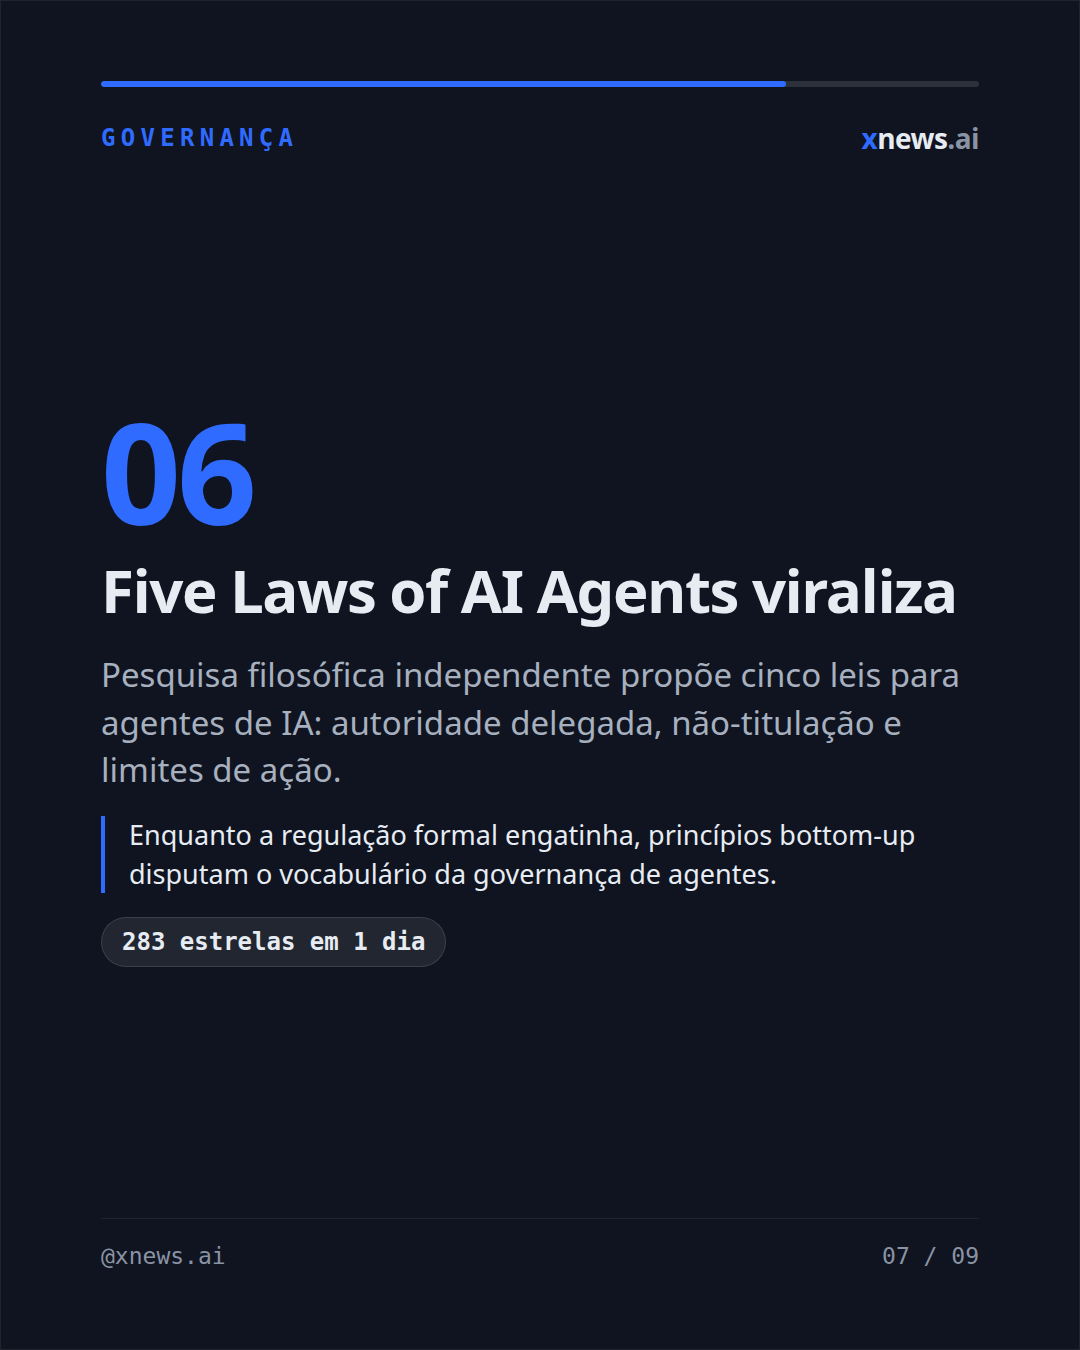 GOVERNANÇA
xnews.ai
06
Five Laws of AI Agents viraliza
Pesquisa filosófica independente propõe cinco leis para
agentes de IA: autoridade delegada, não-titulação e
limites de ação.
Enquanto a regulação formal engatinha, princípios bottom-up
disputam o vocabulário da governança de agentes.
283 estrelas em 1 dia
@xnews.ai
07 / 09